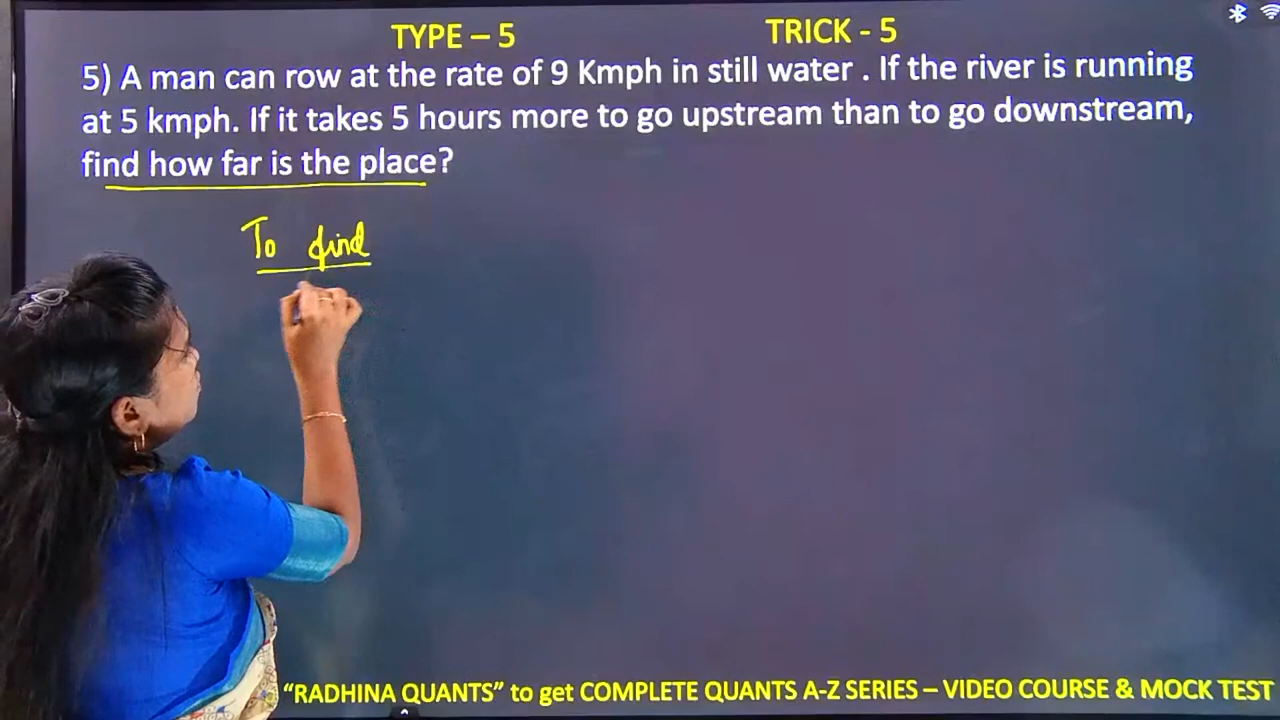 TYPE – 5 TRICK - 5
5) A man can row at the rate of 9 Kmph in still water . If the river is running
at 5 kmph. If it takes 5 hours more to go upstream than to go downstream,
find how far is the place?
To find
“RADHINA QUANTS” to get COMPLETE QUANTS A-Z SERIES – VIDEO COURSE & MOCK TEST